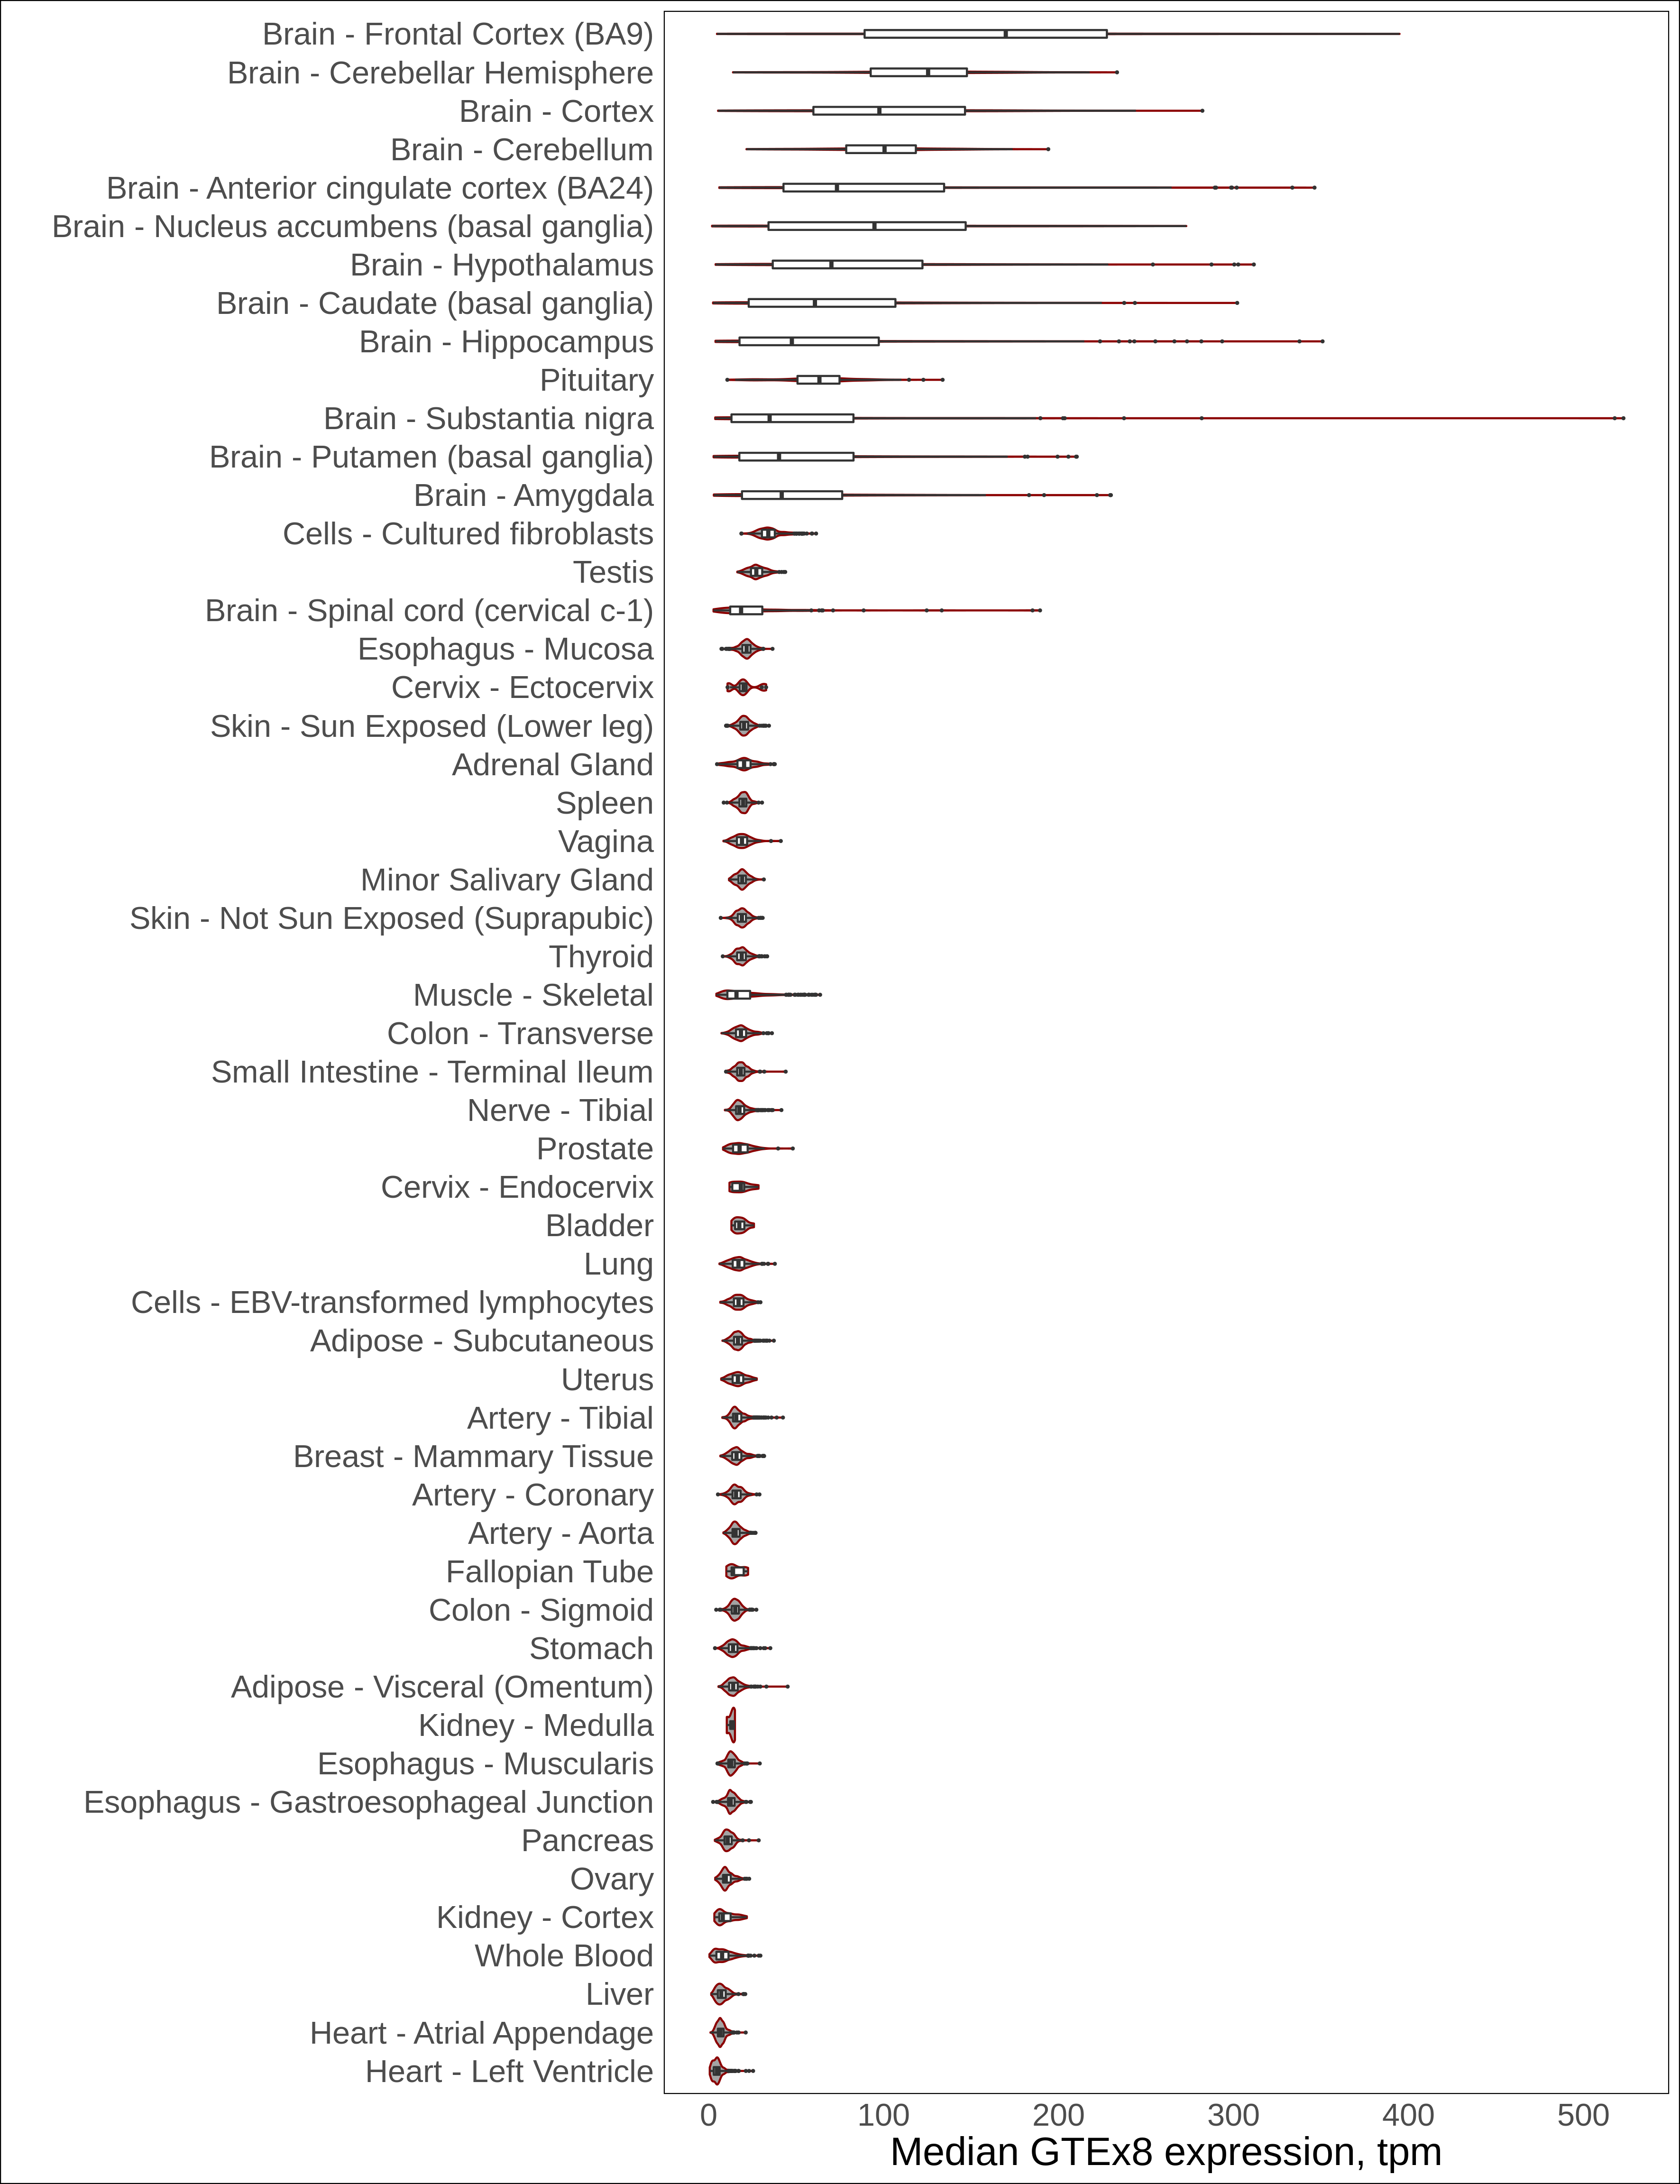 Brain - Frontal Cortex (BA9)
Brain - Cerebellar Hemisphere
Brain - Cortex
Brain - Cerebellum
Brain - Anterior cingulate cortex (BA24)
Brain - Nucleus accumbens (basal ganglia)
Brain - Hypothalamus
Brain - Caudate (basal ganglia)
Brain - Hippocampus
Pituitary
Brain - Substantia nigra
Brain - Putamen (basal ganglia)
Brain - Amygdala
Cells - Cultured fibroblasts
Testis
Brain - Spinal cord (cervical c-1)
Esophagus - Mucosa
Cervix - Ectocervix
Skin - Sun Exposed (Lower leg)
Adrenal Gland
Spleen
Vagina
Minor Salivary Gland
Skin - Not Sun Exposed (Suprapubic)
Thyroid
Muscle - Skeletal
Colon - Transverse
Small Intestine - Terminal Ileum
Nerve - Tibial
Prostate
Cervix - Endocervix
Bladder
Lung
Cells - EBV-transformed lymphocytes
Adipose - Subcutaneous
Uterus
Artery - Tibial
Breast - Mammary Tissue
Artery - Coronary
Artery - Aorta
Fallopian Tube
Colon - Sigmoid
Stomach
Adipose - Visceral (Omentum)
Kidney - Medulla
Esophagus - Muscularis
Esophagus - Gastroesophageal Junction
Pancreas
Ovary
Kidney - Cortex
Whole Blood
Liver
Heart - Atrial Appendage
Heart - Left Ventricle
0 100 200 300 400 500
Median GTEx8 expression, tpm